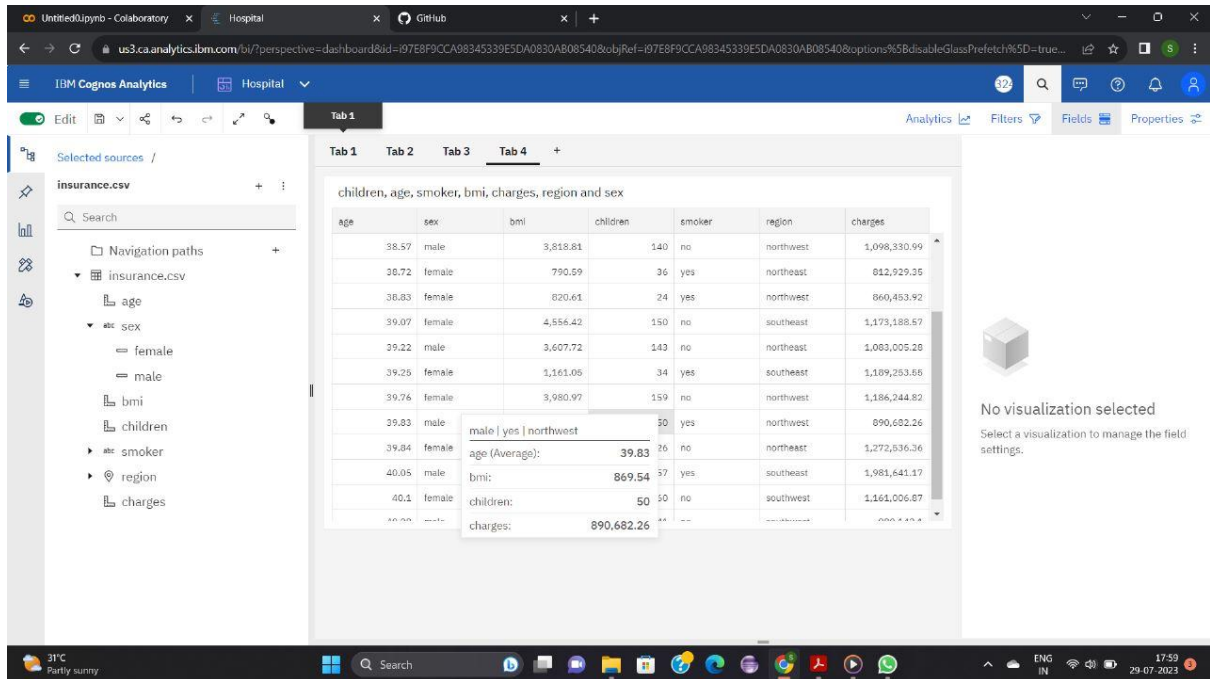 Untitled0.ipynb - Colaboratory
Hospital
GitHub
us3.ca.analytics.ibm.com/bi/?perspective=dashboard&id=i97E8F9CCA98345339E5DA0830AB08540&objRef=i97E8F9CCA98345339E5DA0830AB08540&options%5BdisableGlassPrefetch%5D=true...
S
IBM Cognos Analytics
Hospital
Edit
Tab 1
Analytics
Filters
Fields
Properties
Selected sources /
insurance.csv
Search
Navigation paths
insurance.csv
age
abc sex
female
male
bmi
children
abc smoker
region
charges
Tab 1 Tab 2 Tab 3 Tab 4 +
children, age, smoker, bmi, charges, region and sex
age sex bmi children smoker region charges
38.57 male 3,818.81 140 no northwest 1,098,330.99
38.72 female 790.59 36 yes northeast 812,929.35
38.83 female 820.61 24 yes northwest 860,453.92
39.07 female 4,556.42 150 no southeast 1,173,188.57
39.22 male 3,607.72 143 no northeast 1,083,005.28
39.25 female 1,161.05 34 yes southeast 1,189,253.55
39.76 female 3,980.97 159 no northwest 1,186,244.82
39.83 male 50 yes northwest 890,682.26
39.84 female 26 no northeast 1,272,536.36
40.05 male 57 yes southeast 1,981,641.17
40.1 female 50 no southwest 1,161,006.87
male | yes | northwest
age (Average): 39.83
bmi: 869.54
children: 50
charges: 890,682.26
No visualization selected
Select a visualization to manage the field
settings.
31°C
Partly sunny
Search
ENG
IN
17:59
29-07-2023
3